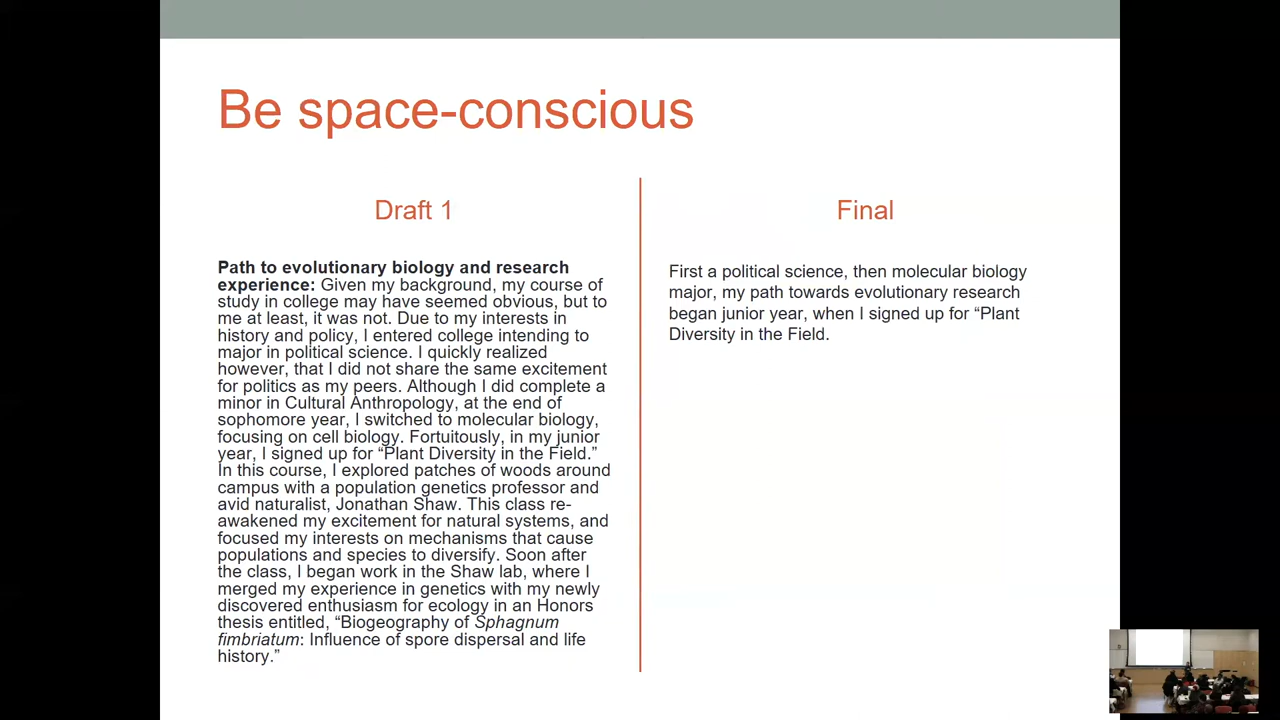 Be space-conscious
Draft 1
Path to evolutionary biology and research
experience: Given my background, my course of
study in college may have seemed obvious, but to
me at least, it was not. Due to my interests in
history and policy, I entered college intending to
major in political science. I quickly realized
however, that I did not share the same excitement
for politics as my peers. Although I did complete a
minor in Cultural Anthropology, at the end of
sophomore year, I switched to molecular biology,
focusing on cell biology. Fortuitously, in my junior
year, I signed up for “Plant Diversity in the Field.”
In this course, I explored patches of woods around
campus with a population genetics professor and
avid naturalist, Jonathan Shaw. This class re-
awakened my excitement for natural systems, and
focused my interests on mechanisms that cause
populations and species to diversify. Soon after
the class, I began work in the Shaw lab, where I
merged my experience in genetics with my newly
discovered enthusiasm for ecology in an Honors
thesis entitled, “Biogeography of Sphagnum
fimbriatum: Influence of spore dispersal and life
history.”
Final
First a political science, then molecular biology
major, my path towards evolutionary research
began junior year, when I signed up for “Plant
Diversity in the Field.